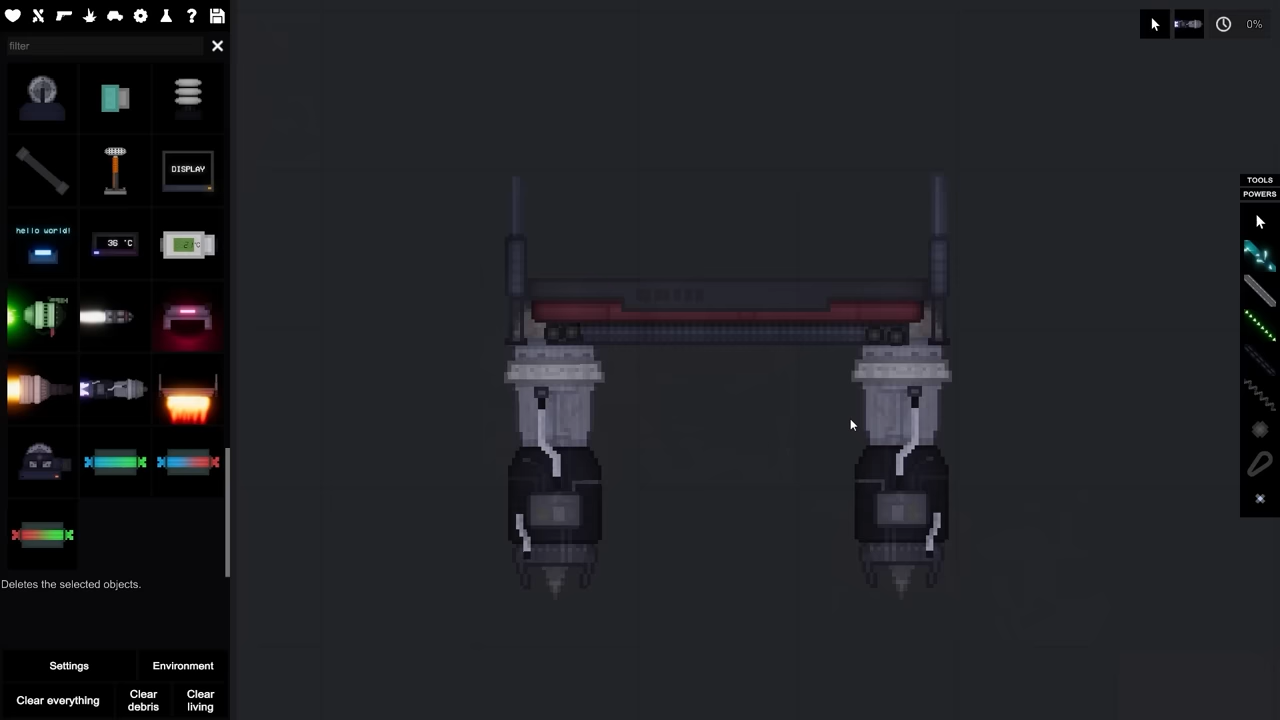 0%
filter
TOOLS
POWERS
DISPLAY
hello world!
36 °C
Deletes the selected objects.
Settings
Environment
Clear everything
Clear
debris
Clear
living